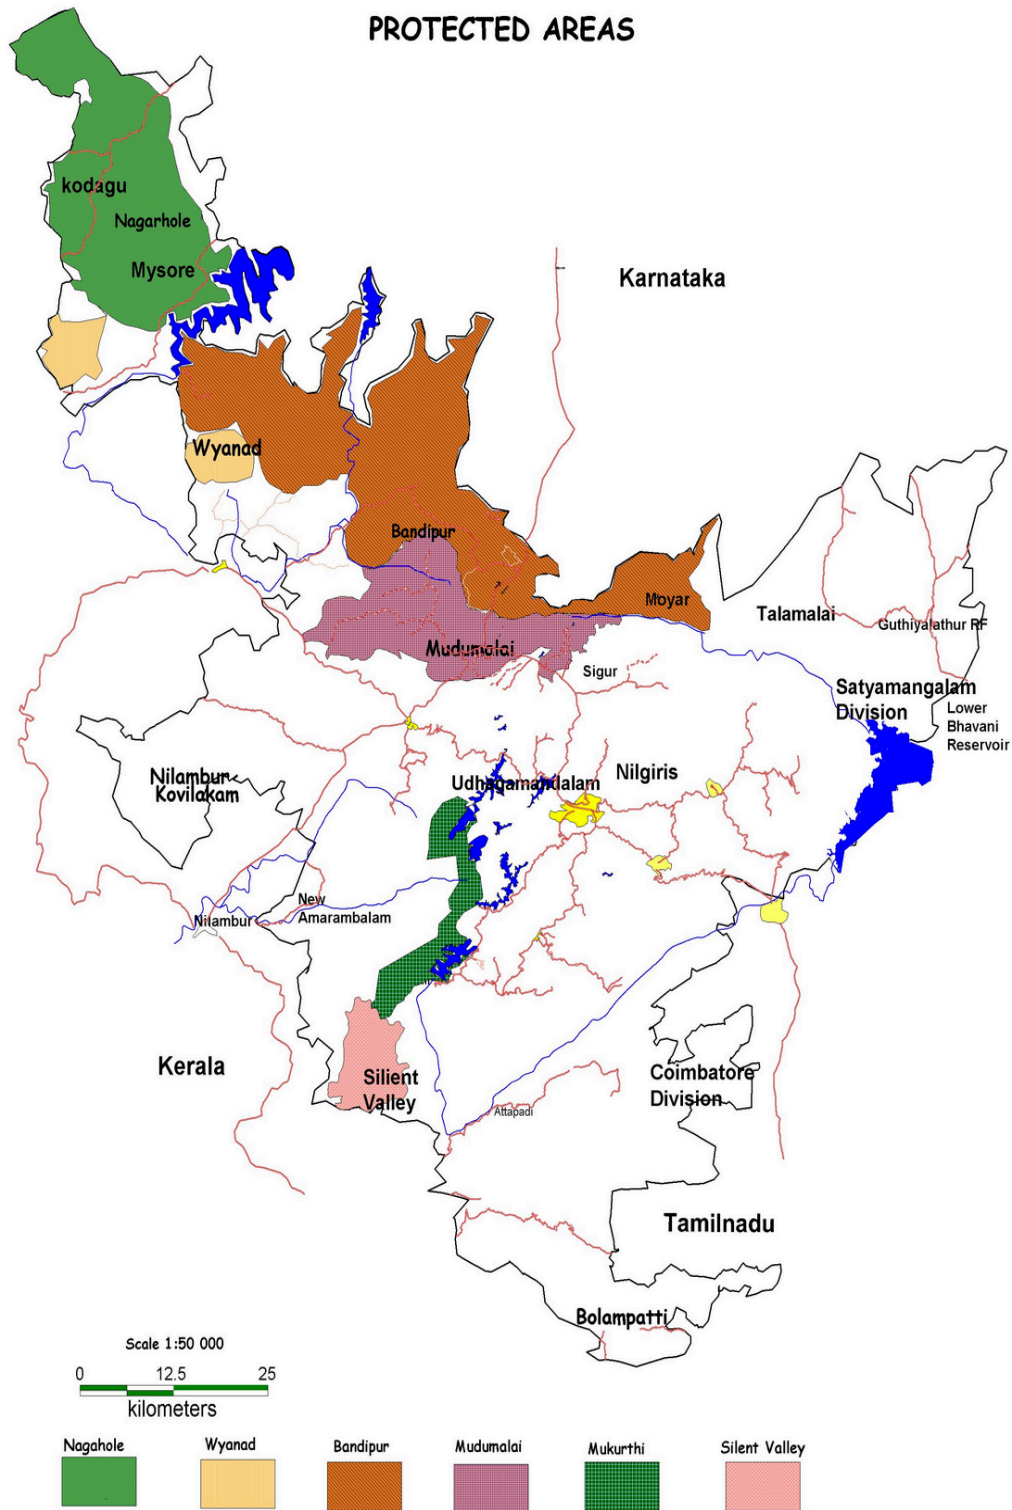 PROTECTED AREAS
kodagu
Nagarhole
Mysore
Karnataka
Wyanad
Bandipur
Moyar
Talamalai
Guthiyalathur RF
Mudumalai
Sigur
Satyamangalam
Division
Lower
Bhavani
Reservoir
Nilambur
Kovilakam
Udhagamandalam
Nilgiris
New
Amarambalam
Nilambur
Kerala
Silient
Valley
Coimbatore
Division
Attapadi
Tamilnadu
Bolampatti
Scale 1:50 000
0 12.5 25
kilometers
Nagahole Wyanad Bandipur Mudumalai Mukurthi Silent Valley